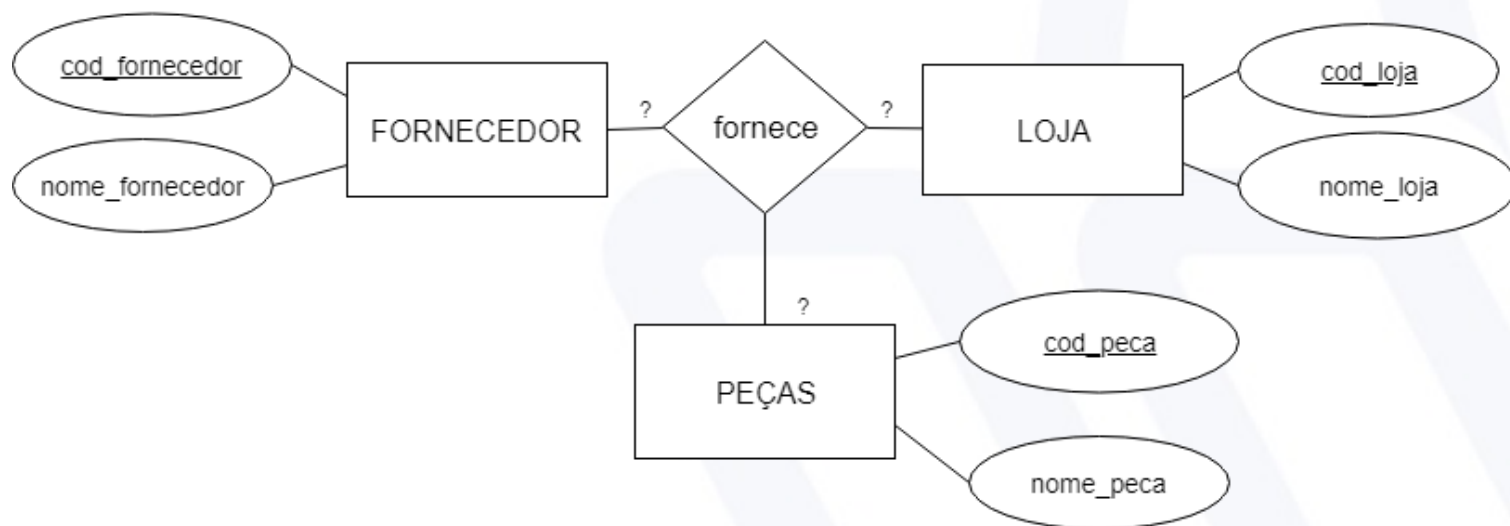 cod_fornecedor
nome_fornecedor
FORNECEDOR
?
fornece
?
LOJA
cod_loja
nome_loja
?
PEÇAS
cod_peca
nome_peca